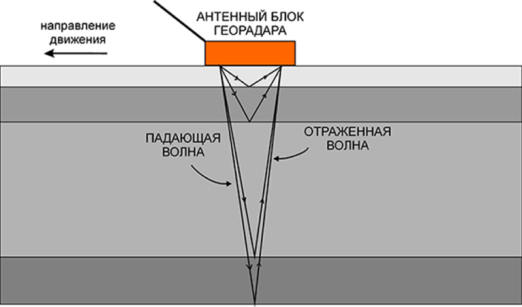 направление
движения
АНТЕННЫЙ БЛОК
ГЕОРАДАРА
ПАДАЮЩАЯ
ВОЛНА
ОТРАЖЕННАЯ
ВОЛНА